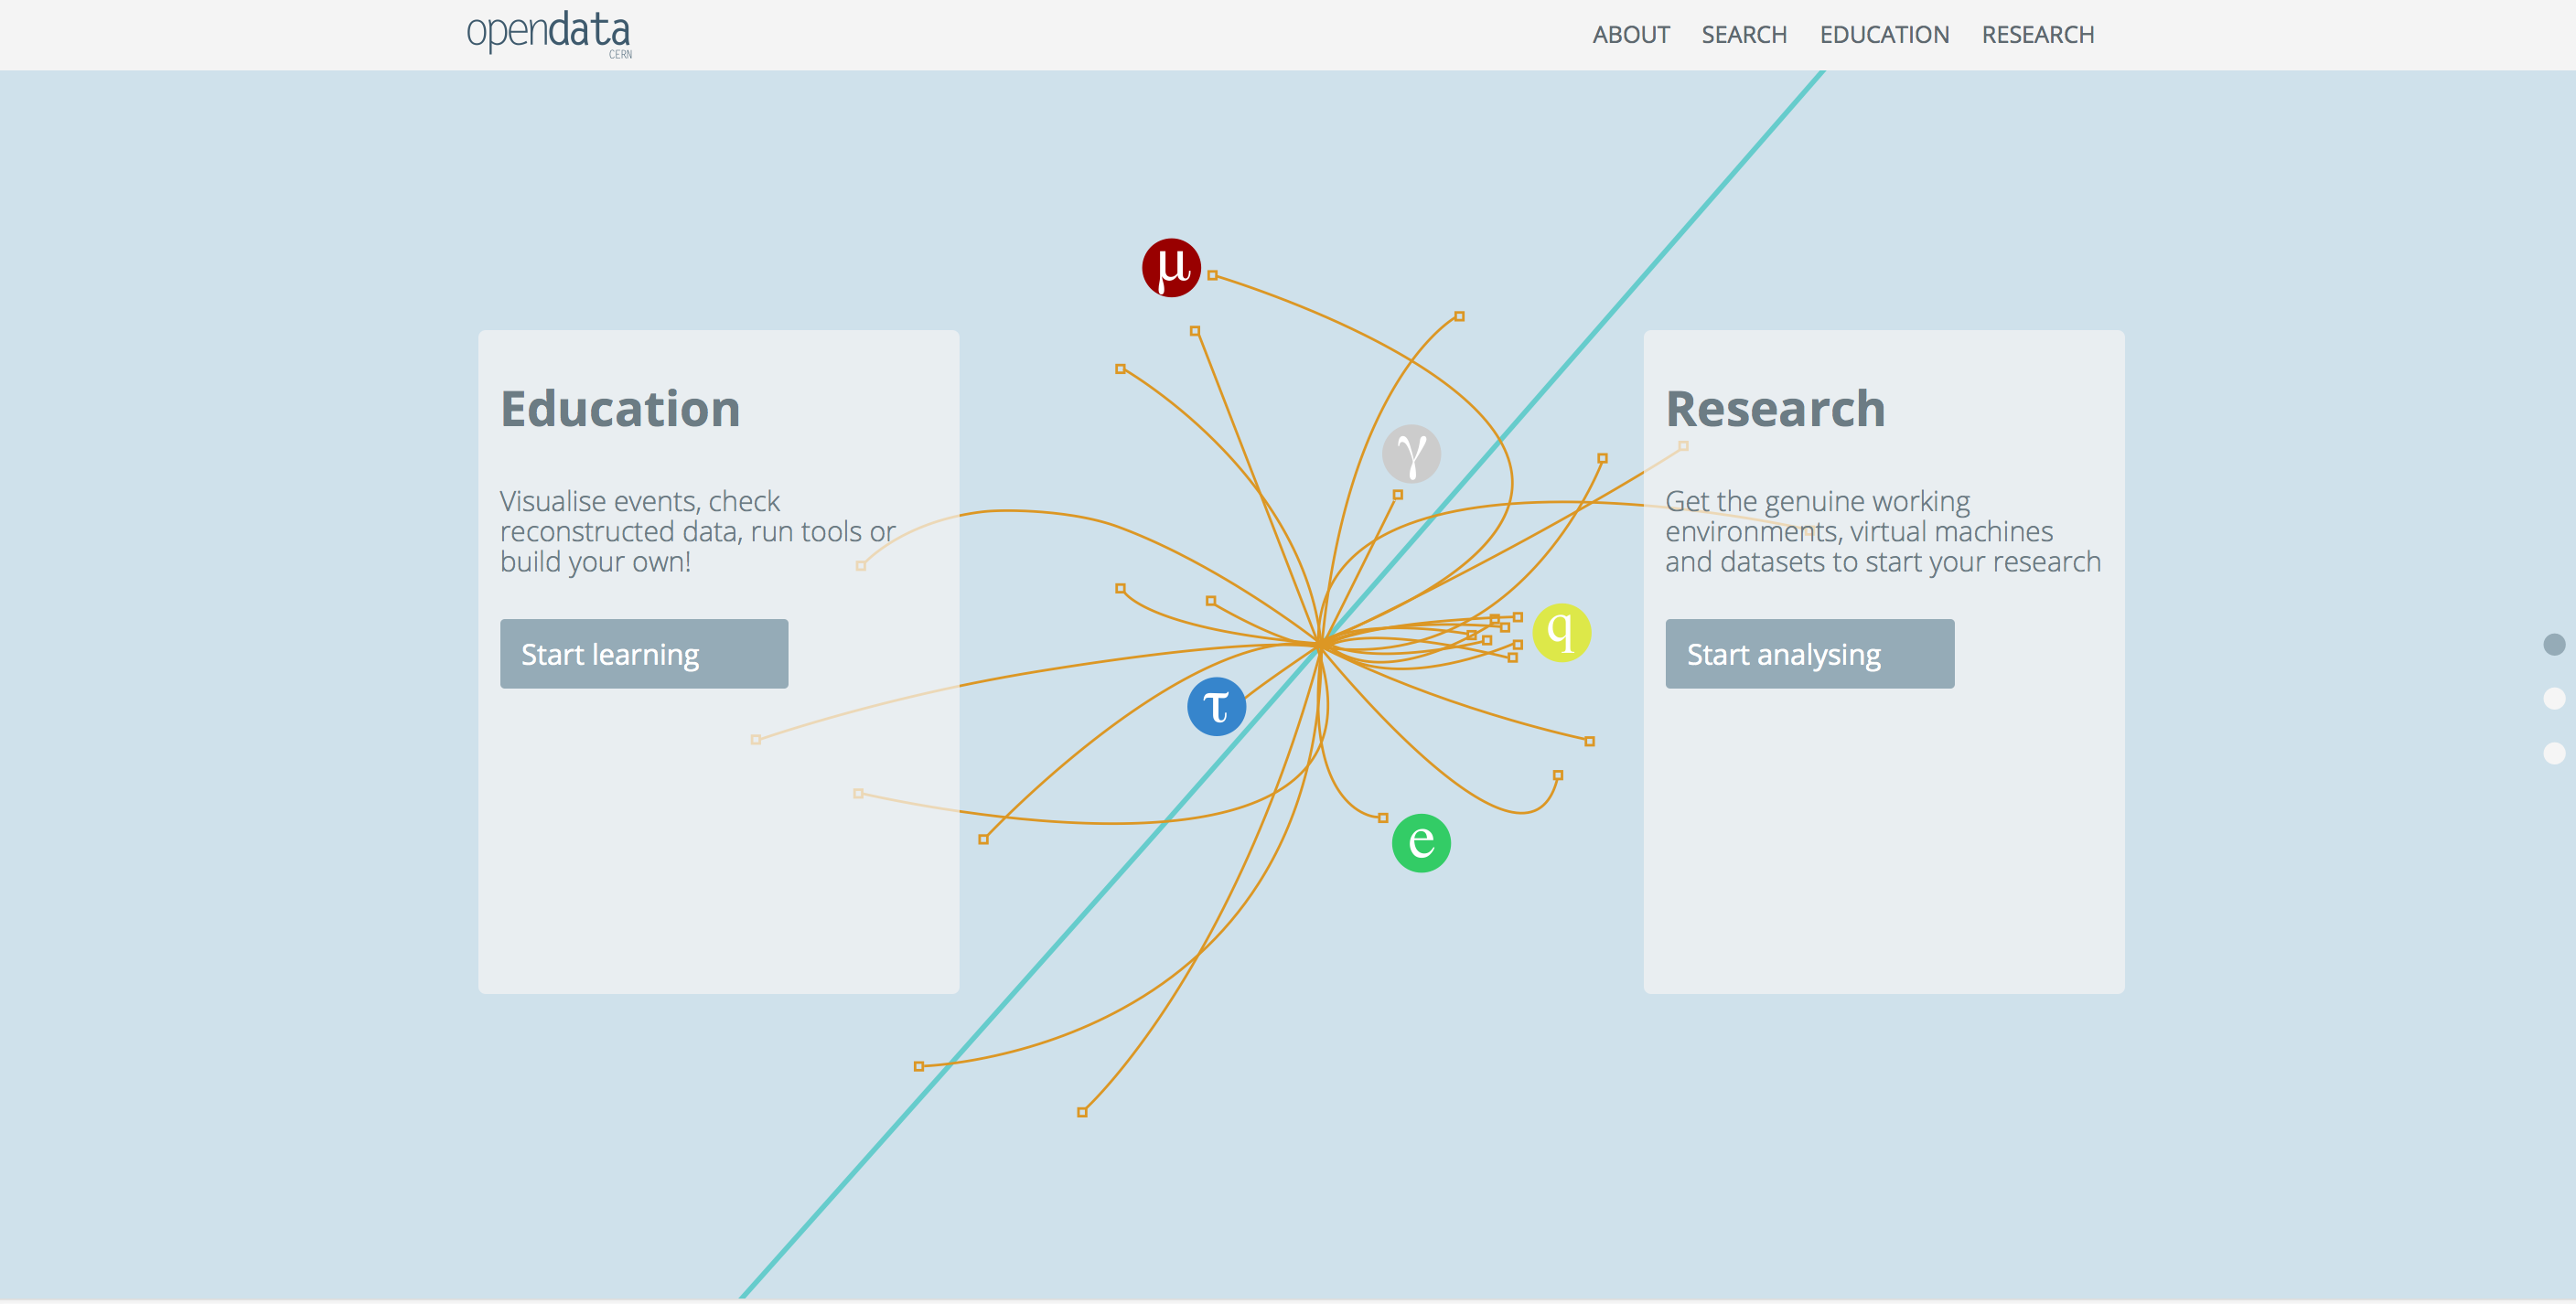 opendata
CERN
ABOUT SEARCH EDUCATION RESEARCH
μ
γ
q
τ
e
Education
Visualise events, check
reconstructed data, run tools or
build your own!
Start learning
Research
Get the genuine working
environments, virtual machines
and datasets to start your research
Start analysing